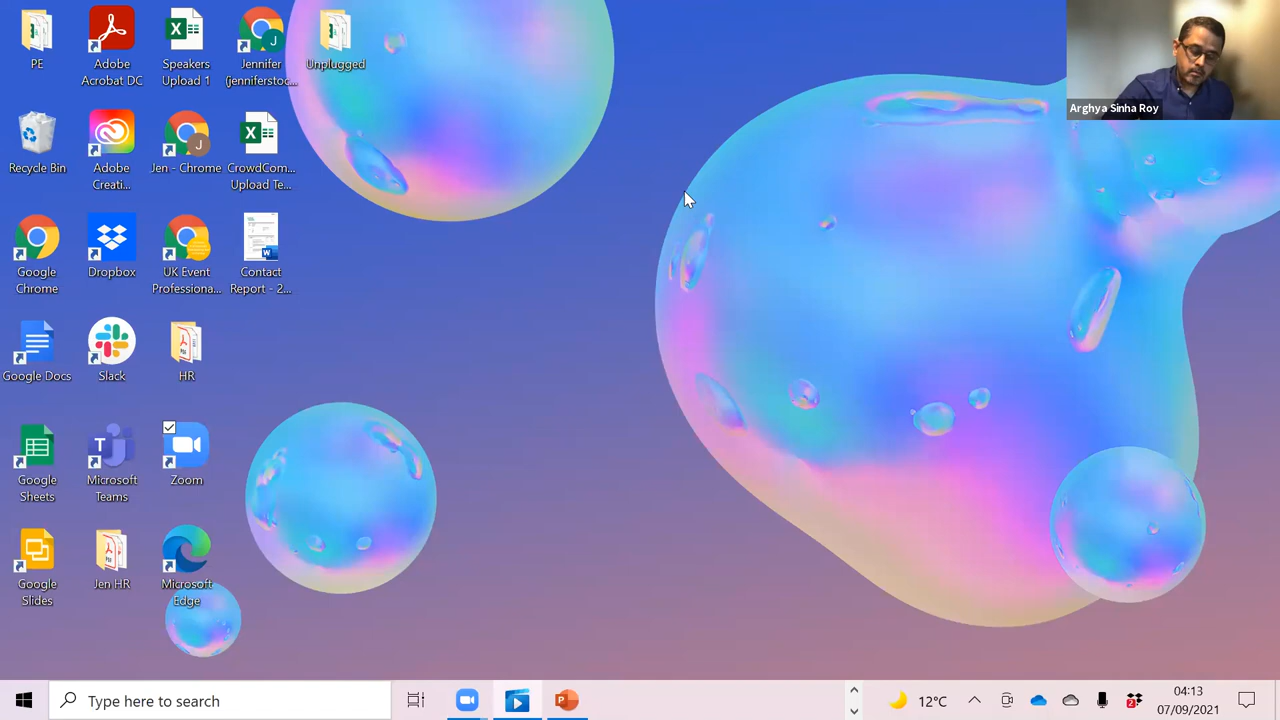 PE
Adobe
Acrobat DC
Speakers
Upload 1
Jennifer
(jenniferstoc...
Unplugged
Arghya Sinha Roy
Recycle Bin
Adobe
Creati...
Jen - Chrome
CrowdCom...
Upload Te...
Google
Chrome
Dropbox
UK Event
Professiona...
Contact
Report - 2...
Google Docs
Slack
HR
Google
Sheets
Microsoft
Teams
Zoom
Google
Slides
Jen HR
Microsoft
Edge
Type here to search
12°C
04:13
07/09/2021